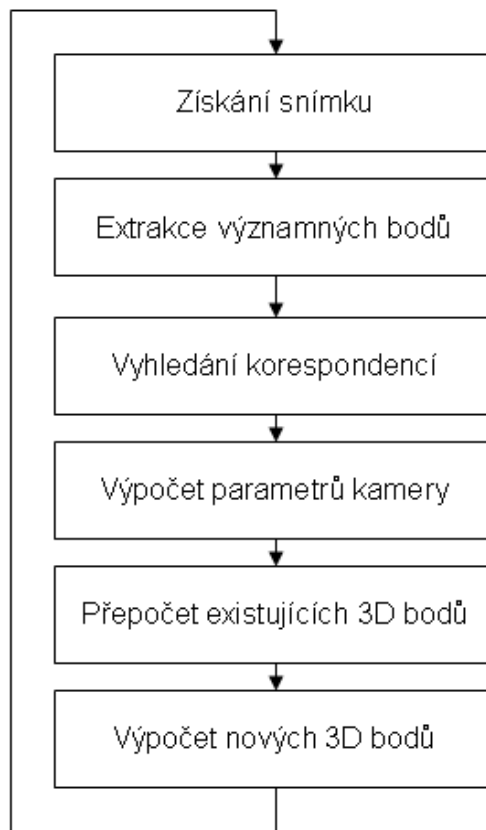 Získání snímku
Extrakce významných bodů
Vyhledání korespondencí
Výpočet parametrů kamery
Přepočet existujících 3D bodů
Výpočet nových 3D bodů